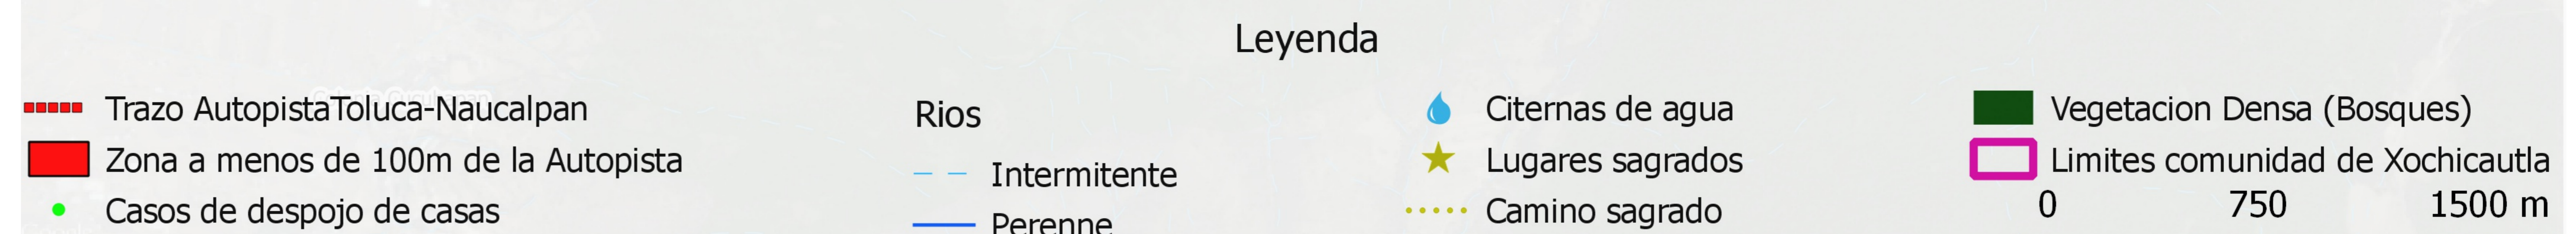 Leyenda
Trazo AutopistaToluca-Naucalpan
Zona a menos de 100m de la Autopista
Casos de despojo de casas
Rios
Intermitente
Perenne
Citernas de agua
Lugares sagrados
Camino sagrado
Vegetacion Densa (Bosques)
Limites comunidad de Xochicautla
0 750 1500 m